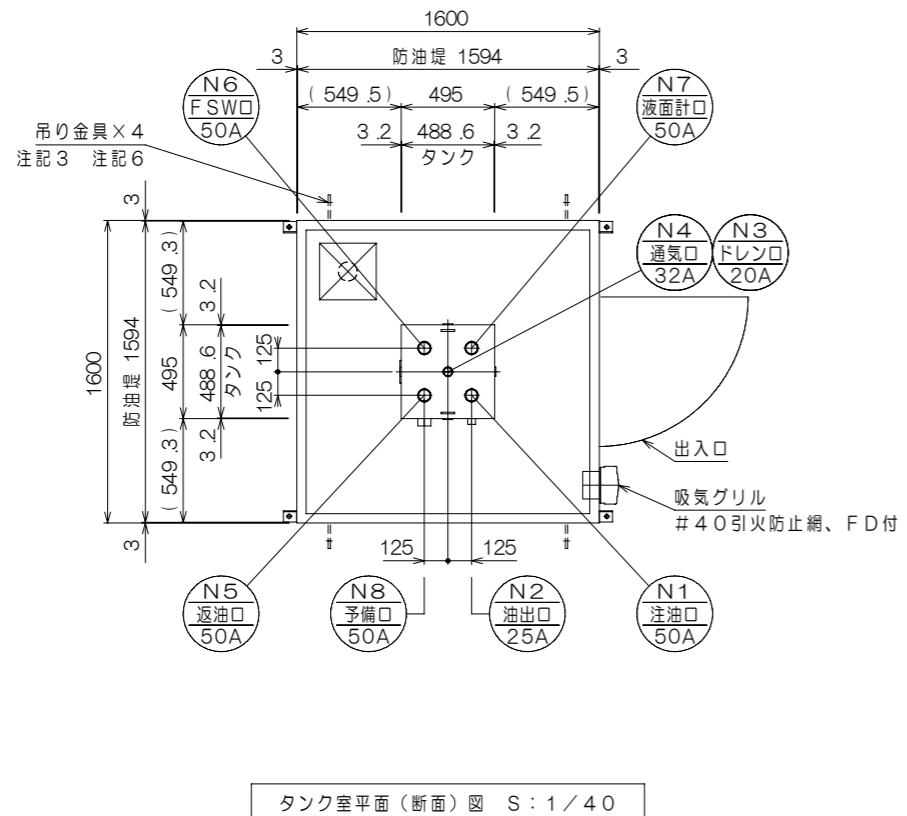 1600
3
防油堤 1594
3
(549.5)
495
(549.5)
3.2
488.6
3.2
タンク
N6
FSW口
50A
N7
液面計口
50A
吊り金具×4
注記3 注記6
N4
通気口
32A
N3
ドレン口
20A
3
1600
防油堤 1594
(549.3)
495
(549.3)
3
3.2
488.6
タンク
3.2
125
125
出入口
吸気グリル
#40引火防止網、FD付
125
125
N5
返油口
50A
N8
予備口
50A
N2
油出口
25A
N1
注油口
50A
タンク室平面(断面)図 S:1/40